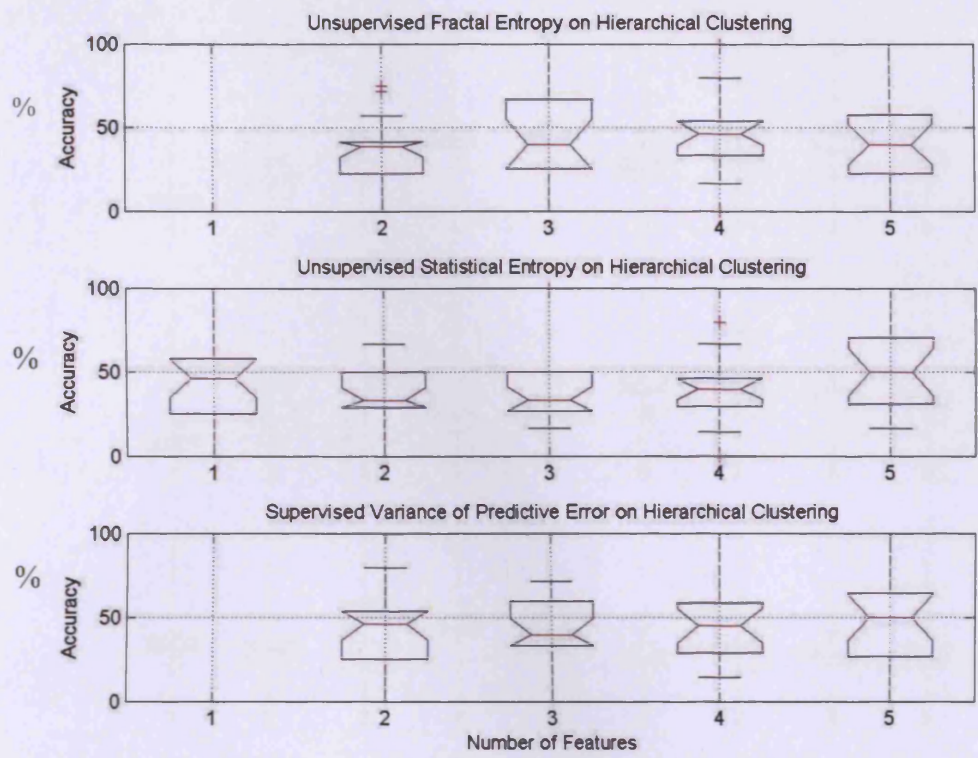 Unsupervised Fractal Entropy on Hierarchical Clustering
100
50
0
%
Accuracy
1 2 3 4 5
Unsupervised Statistical Entropy on Hierarchical Clustering
100
50
0
%
Accuracy
1 2 3 4 5
Supervised Variance of Predictive Error on Hierarchical Clustering
100
50
0
%
Accuracy
1 2 3 4 5
Number of Features